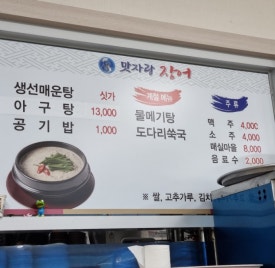 맛자랑 장어
생선매운탕 싯가
아구탕 13,000
공기밥 1,000
계절 메뉴
물메기탕
도다리쑥국
주류
맥주 4,000
소주 4,000
매실마을 8,000
음료수 2,000
※ 쌀, 고추가루, 김치